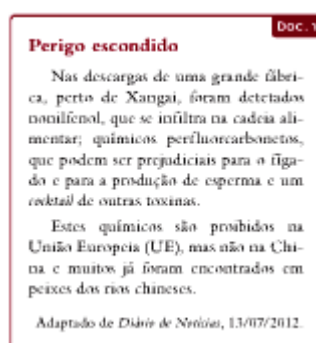 Doc. 1
Perigo escondido
Nas descargas de uma grande fábri-
ca, perto de Xangai, foram detetados
nonilfenol, que se infiltra na cadeia ali-
mentar; químicos perfluorcarbonetos,
que podem ser prejudiciais para o fíga-
do e para a produção de esperma e um
cocktail de outras toxinas.
Estes químicos são proibidos na
União Europeia (UE), mas não na Chi-
na e muitos já foram encontrados em
peixes dos rios chineses.
Adaptado de Diário de Notícias, 13/07/2012.